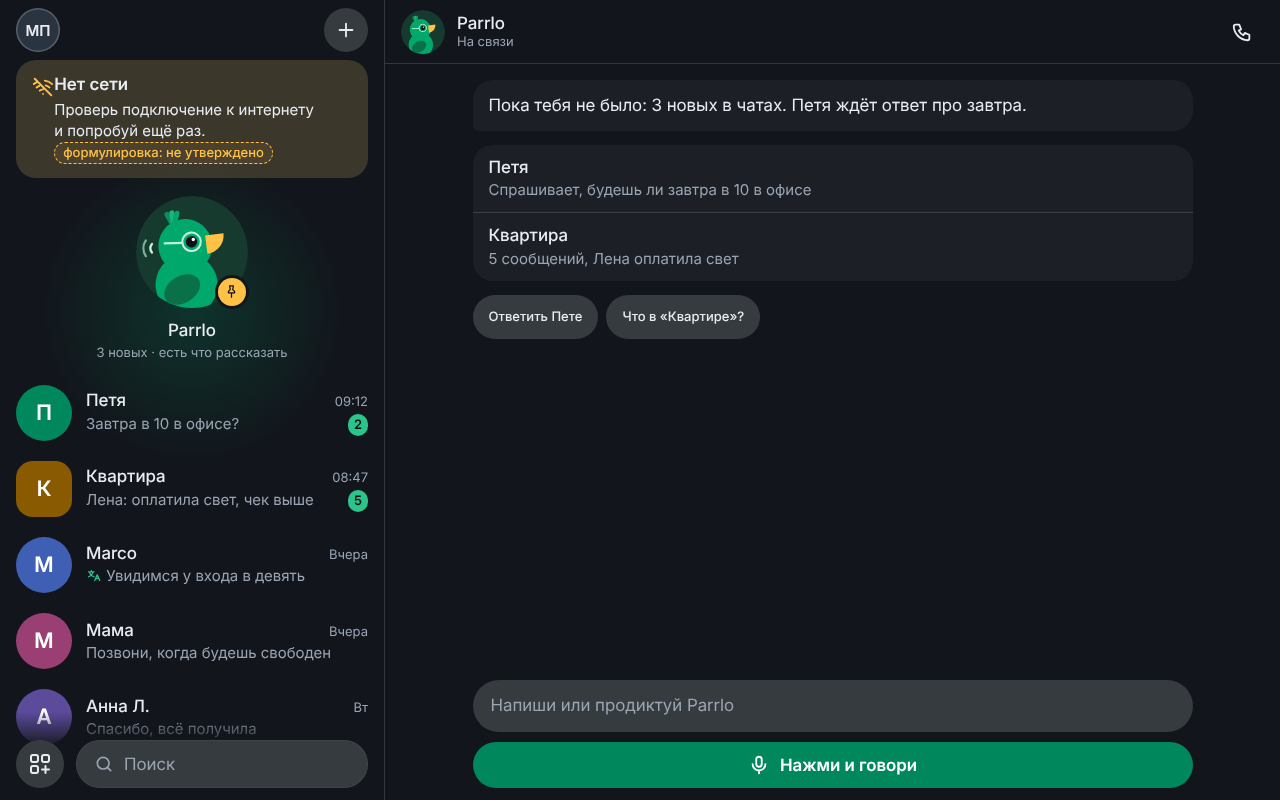 МП
Нет сети
Проверь подключение к интернету
и попробуй ещё раз.
формулировка: не утверждено
Parrlo
3 новых · есть что рассказать
П
Петя
09:12
Завтра в 10 в офисе?
2
К
Квартира
08:47
Лена: оплатила свет, чек выше
5
M
Marco
Вчера
Увидимся у входа в девять
М
Мама
Вчера
Позвони, когда будешь свободен
А
Анна Л.
Вт
Спасибо, всё получила
Поиск
Parrlo
На связи
Пока тебя не было: 3 новых в чатах. Петя ждёт ответ про завтра.
Петя
Спрашивает, будешь ли завтра в 10 в офисе
Квартира
5 сообщений, Лена оплатила свет
Ответить Пете
Что в «Квартире»?
Напиши или продиктуй Parrlo
Нажми и говори